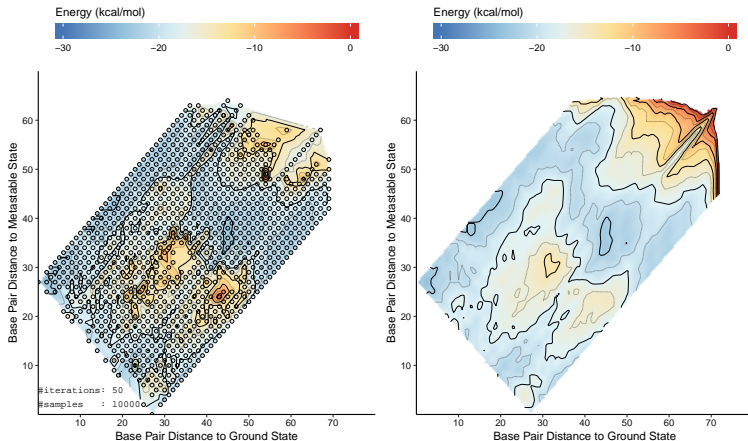 Energy (kcal/mol)
−30 −20 −10 0
Base Pair Distance to Metastable State
60
50
40
30
20
10
#iterations: 50
#samples : 10000
10 20 30 40 50 60 70
Base Pair Distance to Ground State
Energy (kcal/mol)
−30 −20 −10 0
Base Pair Distance to Metastable State
60
50
40
30
20
10
10 20 30 40 50 60 70
Base Pair Distance to Ground State